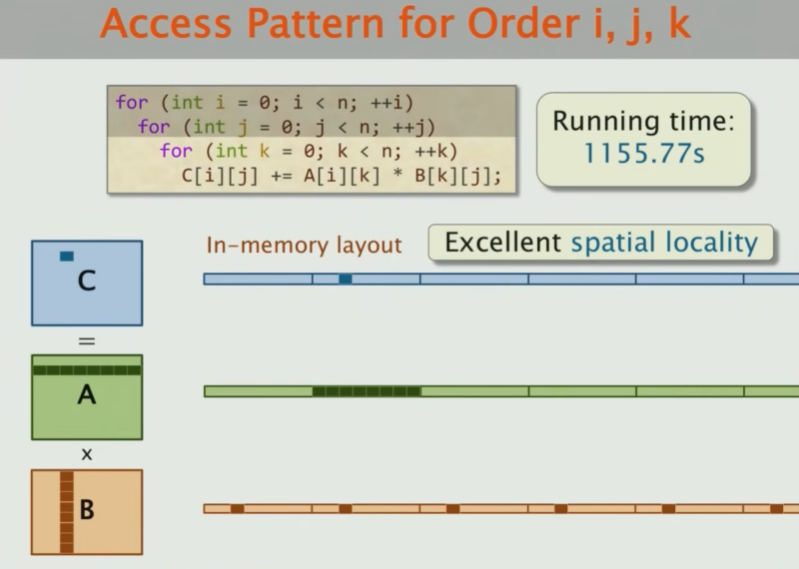 Access Pattern for Order i, j, k
for (int i = 0; i < n; ++i)
for (int j = 0; j < n; ++j)
for (int k = 0; k < n; ++k)
C[i][j] += A[i][k] * B[k][j];
Running time:
1155.77s
In-memory layout
Excellent spatial locality
C
=
A
x
B